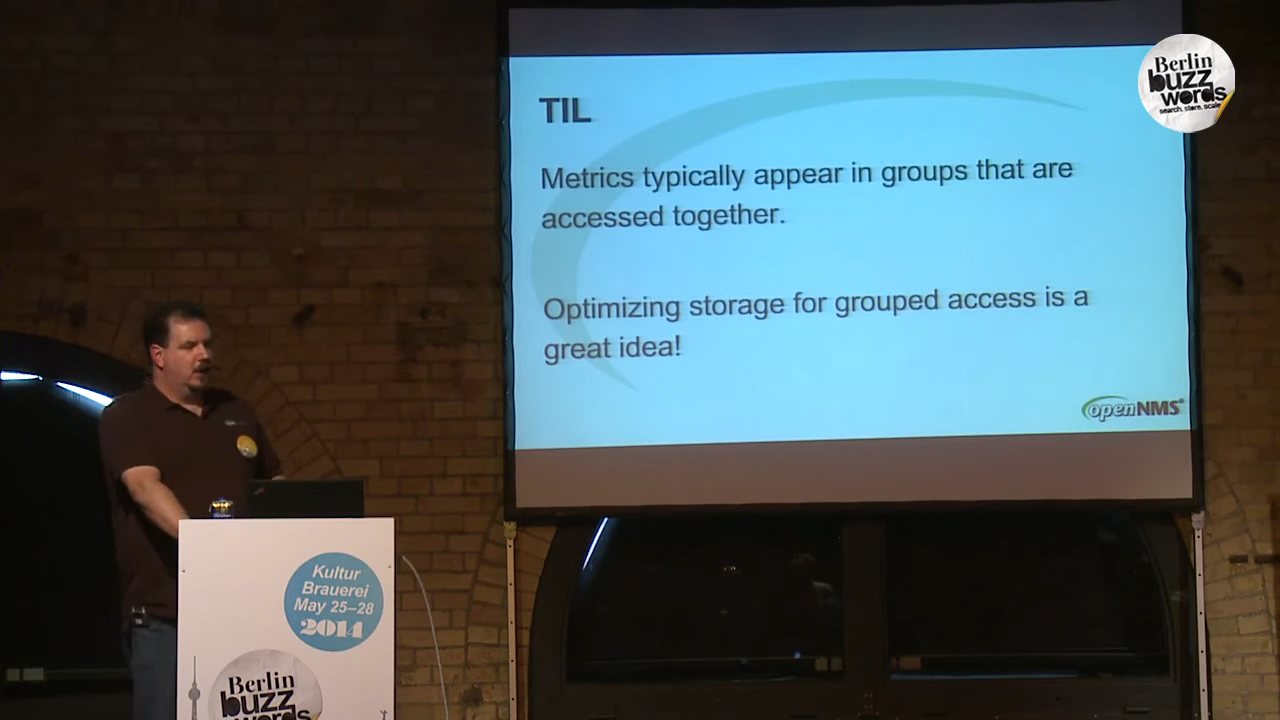 TIL
Metrics typically appear in groups that are
accessed together.
Optimizing storage for grouped access is a
great idea!
openNMS®
Berlin
buzz
words
search. store. scale
Kultur
Brauerei
May 25–28
2014
Berlin
buzz
words